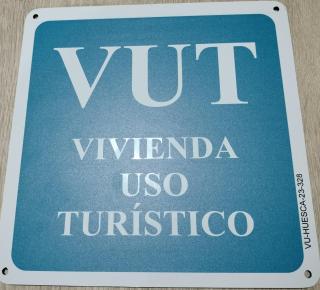 VUT
VIVIENDA
USO
TURÍSTICO
VU-HUESCA-23-328